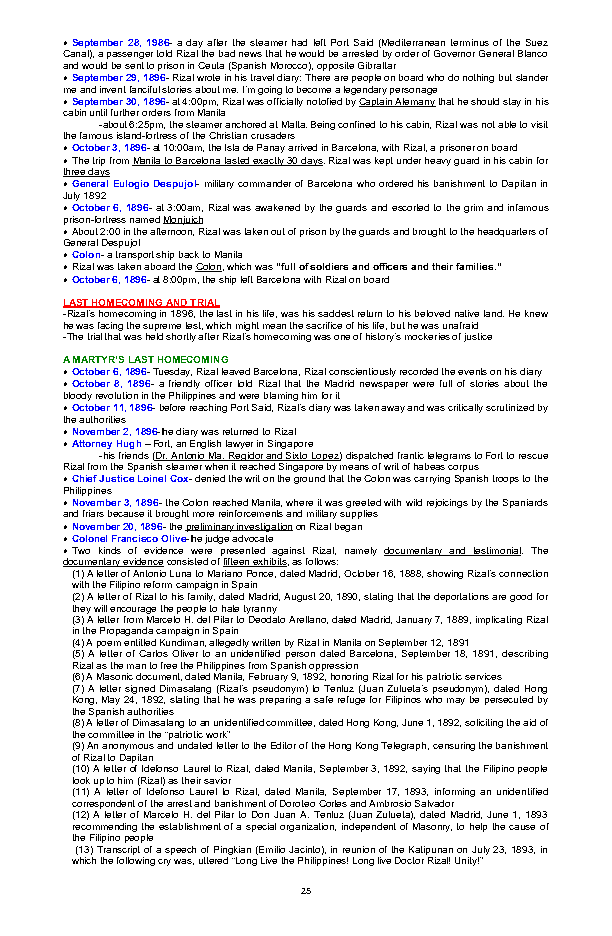 • September 28, 1986- a day after the steamer had left Port Said (Mediterranean terminus of the Suez
Canal), a passenger told Rizal the bad news that he would be arrested by order of Governor General Blanco
and would be sent to prison in Ceuta (Spanish Morocco), opposite Gibraltar
• September 29, 1896- Rizal wrote in his travel diary: There are people on board who do nothing but slander
me and invent fanciful stories about me. I'm going to become a legendary personage
• September 30, 1896- at 4:00pm, Rizal was officially notofied by Captain Alemany that he should stay in his
cabin until further orders from Manila
-about 6:25pm, the steamer anchored at Malta. Being confined to his cabin, Rizal was not able to visit
the famous island-fortress of the Christian crusaders
• October 3, 1896- at 10:00am, the Isla de Panay arrived in Barcelona, with Rizal, a prisoner on board
• The trip from Manila to Barcelona lasted exactly 30 days. Rizal was kept under heavy guard in his cabin for
three days
• General Eulogio Despujol- military commander of Barcelona who ordered his banishment to Dapitan in
July 1892
• October 6, 1896- at 3:00am, Rizal was awakened by the guards and escorted to the grim and infamous
prison-fortress named Monjuich
• About 2:00 in the afternoon, Rizal was taken out of prison by the guards and brought to the headquarters of
General Despujol
• Colon- a transport ship back to Manila
• Rizal was taken aboard the Colon, which was "full of soldiers and officers and their families."
• October 6, 1896- at 8:00pm, the ship left Barcelona with Rizal on board
LAST HOMECOMING AND TRIAL
-Rizal's homecoming in 1896, the last in his life, was his saddest return to his beloved native land. He knew
he was facing the supreme test, which might mean the sacrifice of his life, but he was unafraid
-The trial that was held shortly after Rizal's homecoming was one of history's mockeries of justice
A MARTYR'S LAST HOMECOMING
• October 6, 1896- Tuesday, Rizal leaved Barcelona, Rizal conscientiously recorded the events on his diary
• October 8, 1896- a friendly officer told Rizal that the Madrid newspaper were full of stories about the
bloody revolution in the Philippines and were blaming him for it
• October 11, 1896- before reaching Port Said, Rizal's diary was taken away and was critically scrutinized by
the authorities
• November 2, 1896-the diary was returned to Rizal
• Attorney Hugh – Fort, an English lawyer in Singapore
-his friends (Dr. Antonio Ma. Regidor and Sixto Lopez) dispatched frantic telegrams to Fort to rescue
Rizal from the Spanish steamer when it reached Singapore by means of writ of habeas corpus
• Chief Justice Loinel Cox- denied the writ on the ground that the Colon was carrying Spanish troops to the
Philippines
• November 3, 1896- the Colon reached Manila, where it was greeted with wild rejoicings by the Spaniards
and friars because it brought more reinforcements and military supplies
• November 20, 1896- the preliminary investigation on Rizal began
• Colonel Francisco Olive-the judge advocate
• Two kinds of evidence were presented against Rizal, namely documentary and testimonial. The
documentary evidence consisted of fifteen exhibits, as follows:
(1) A letter of Antonio Luna to Mariano Ponce, dated Madrid, October 16, 1888, showing Rizal's connection
with the Filipino reform campaign in Spain
(2) A letter of Rizal to his family, dated Madrid, August 20, 1890, stating that the deportations are good for
they will encourage the people to hate tyranny
(3) A letter from Marcelo H. del Pilar to Deodato Arellano, dated Madrid, January 7, 1889, implicating Rizal
in the Propaganda campaign in Spain
(4) A poem entitled Kundiman, allegedly written by Rizal in Manila on September 12, 1891
(5) A letter of Carlos Oliver to an unidentified person dated Barcelona, September 18, 1891, describing
Rizal as the man to free the Philippines from Spanish oppression
(6) A Masonic document, dated Manila, February 9, 1892, honoring Rizal for his patriotic services
(7) A letter signed Dimasalang (Rizal's pseudonym) to Tenluz (Juan Zulueta's pseudonym), dated Hong
Kong, May 24, 1892, stating that he was preparing a safe refuge for Filipinos who may be persecuted by
the Spanish authorities
(8) A letter of Dimasalang to an unidentified committee, dated Hong Kong, June 1, 1892, soliciting the aid of
the committee in the "patriotic work"
(9) An anonymous and undated letter to the Editor of the Hong Kong Telegraph, censuring the banishment
of Rizal to Dapitan
(10) A letter of Ildefonso Laurel to Rizal, dated Manila, September 3, 1892, saying that the Filipino people
look up to him (Rizal) as their savior
(11) A letter of Ildefonso Laurel to Rizal, dated Manila, September 17, 1893, informing an unidentified
correspondent of the arrest and banishment of Doroteo Cortes and Ambrosio Salvador
(12) A letter of Marcelo H. del Pilar to Don Juan A. Tenluz (Juan Zulueta), dated Madrid, June 1, 1893
recommending the establishment of a special organization, independent of Masonry, to help the cause of
the Filipino people
(13) Transcript of a speech of Pingkian (Emilio Jacinto), in reunion of the Katipunan on July 23, 1893, in
which the following cry was, uttered "Long Live the Philippines! Long live Doctor Rizal! Unity!"
25